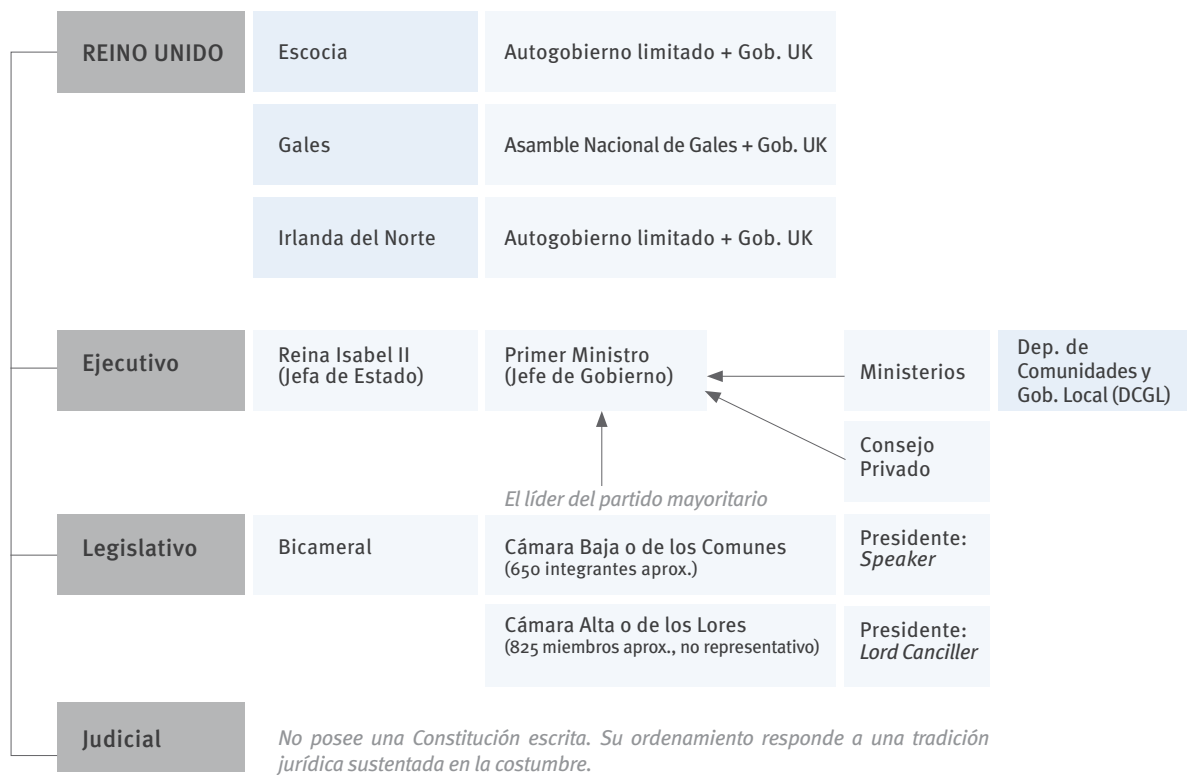 REINO UNIDO
Escocia
Autogobierno limitado + Gob. UK
Gales
Asamble Nacional de Gales + Gob. UK
Irlanda del Norte
Autogobierno limitado + Gob. UK
Ejecutivo
Reina Isabel II
(Jefa de Estado)
Primer Ministro
(Jefe de Gobierno)
Ministerios
Dep. de
Comunidades y
Gob. Local (DCGL)
Consejo
Privado
El líder del partido mayoritario
Legislativo
Bicameral
Cámara Baja o de los Comunes
(650 integrantes aprox.)
Presidente:
Speaker
Cámara Alta o de los Lores
(825 miembros aprox., no representativo)
Presidente:
Lord Canciller
Judicial
No posee una Constitución escrita. Su ordenamiento responde a una tradición
jurídica sustentada en la costumbre.